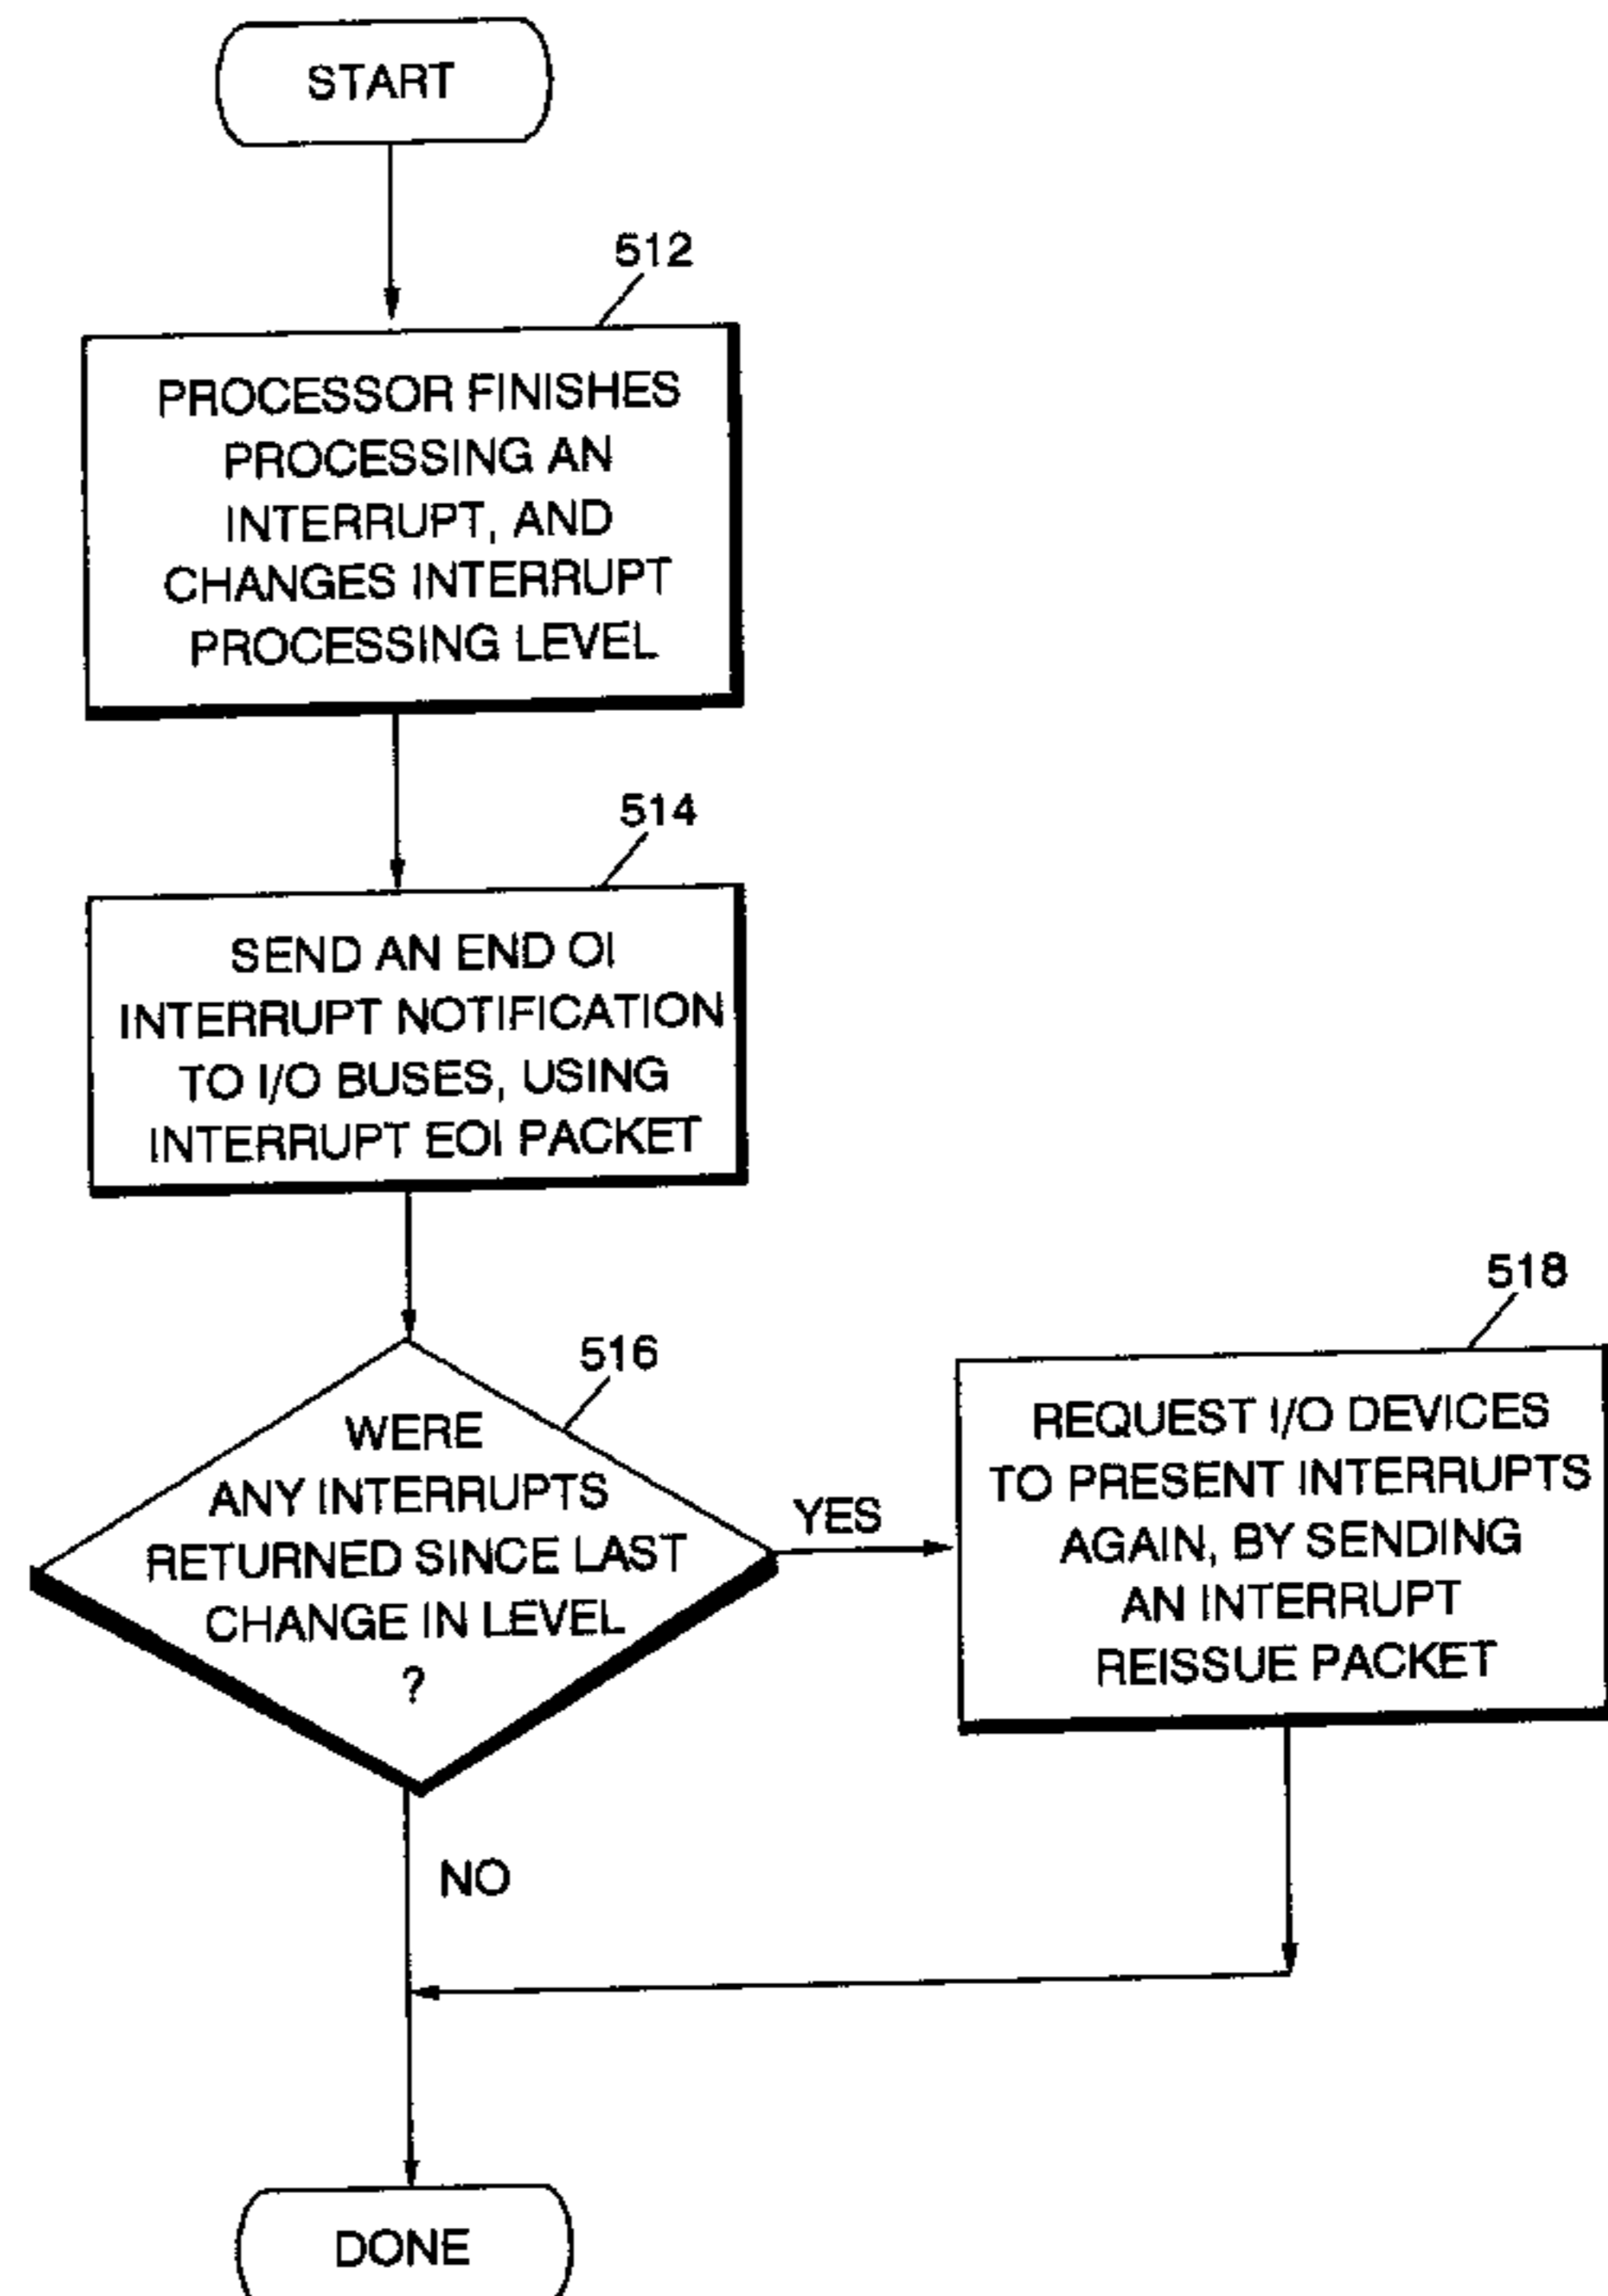 START
512
PROCESSOR FINISHES
PROCESSING AN
INTERRUPT, AND
CHANGES INTERRUPT
PROCESSING LEVEL
514
SEND AN END OI
INTERRUPT NOTIFICATION
TO I/O BUSES, USING
INTERRUPT EOI PACKET
516
WERE
ANY INTERRUPTS
RETURNED SINCE LAST
CHANGE IN LEVEL
?
YES
518
REQUEST I/O DEVICES
TO PRESENT INTERRUPTS
AGAIN, BY SENDING
AN INTERRUPT
REISSUE PACKET
NO
DONE